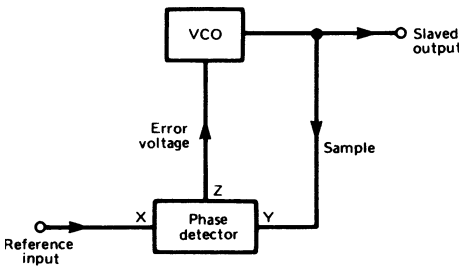 VCO
Slaved
output
Error
voltage
Sample
Z
X
Phase
detector
Y
Reference
input